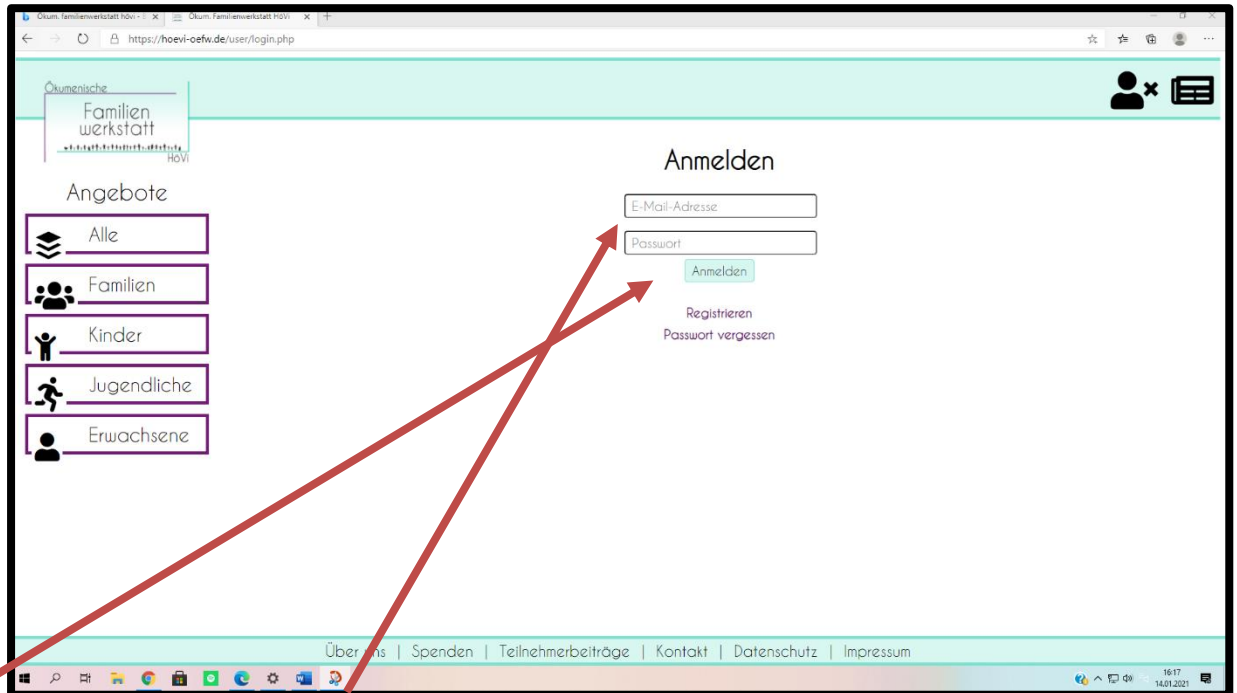 Ökum. familienwerkstatt hövi - 
Ökum. Familienwerkstatt HöVi
https://hoevi-oefw.de/user/login.php
Ökumenische
Familien
werkstatt
HöVi
Anmelden
Angebote
E-Mail-Adresse
Alle
Passwort
Anmelden
Familien
Registrieren
Kinder
Passwort vergessen
Jugendliche
Erwachsene
Über uns | Spenden | Teilnehmerbeiträge | Kontakt | Datenschutz | Impressum
16:17
14.01.2021